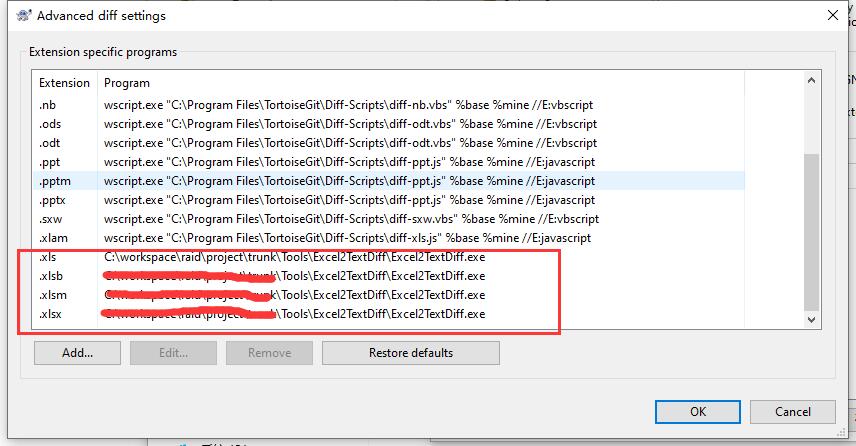 Advanced diff settings
Extension specific programs
Extension Program
.nb wscript.exe "C:\Program Files\TortoiseGit\Diff-Scripts\diff-nb.vbs" %base %mine //E:vbscript
.ods wscript.exe "C:\Program Files\TortoiseGit\Diff-Scripts\diff-odt.vbs" %base %mine //E:vbscript
.odt wscript.exe "C:\Program Files\TortoiseGit\Diff-Scripts\diff-odt.vbs" %base %mine //E:vbscript
.ppt wscript.exe "C:\Program Files\TortoiseGit\Diff-Scripts\diff-ppt.js" %base %mine //E:javascript
.pptm wscript.exe "C:\Program Files\TortoiseGit\Diff-Scripts\diff-ppt.js" %base %mine //E:javascript
.pptx wscript.exe "C:\Program Files\TortoiseGit\Diff-Scripts\diff-ppt.js" %base %mine //E:javascript
.sxw wscript.exe "C:\Program Files\TortoiseGit\Diff-Scripts\diff-sxw.vbs" %base %mine //E:vbscript
.xlam wscript.exe "C:\Program Files\TortoiseGit\Diff-Scripts\diff-xls.js" %base %mine //E:javascript
.xls C:\workspace\raid\project\trunk\Tools\Excel2TextDiff\Excel2TextDiff.exe
.xlsb \Tools\Excel2TextDiff\Excel2TextDiff.exe
.xlsm \Tools\Excel2TextDiff\Excel2TextDiff.exe
.xlsx \Tools\Excel2TextDiff\Excel2TextDiff.exe
Add... Edit... Remove Restore defaults
OK Cancel